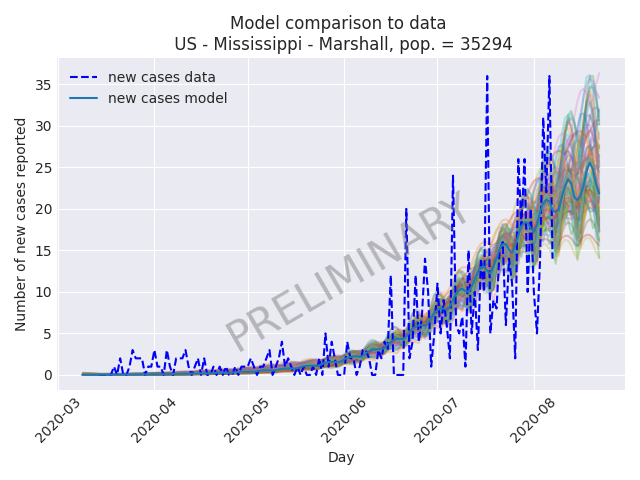 Model comparison to data
US - Mississippi - Marshall, pop. = 35294
new cases data
new cases model
Number of new cases reported
35
30
25
20
15
10
5
0
PRELIMINARY
2020-03
2020-04
2020-05
2020-06
2020-07
2020-08
Day